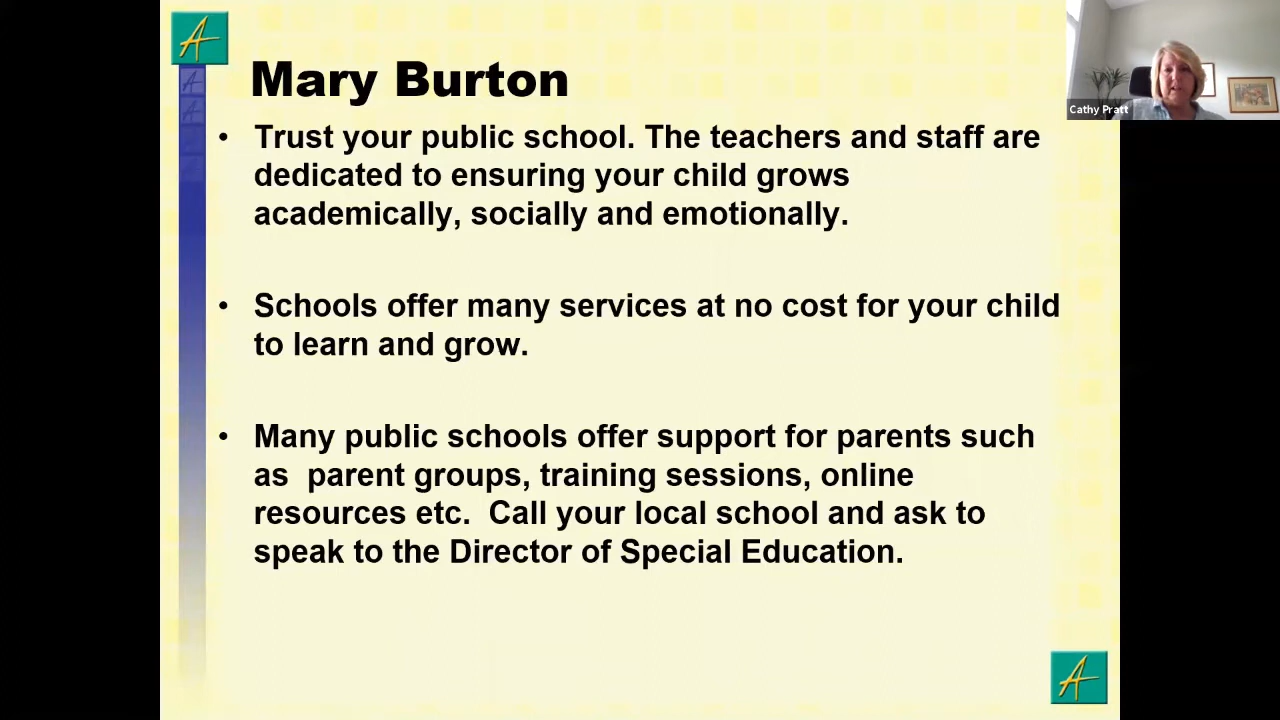 Mary Burton
• Trust your public school. The teachers and staff are
dedicated to ensuring your child grows
academically, socially and emotionally.
• Schools offer many services at no cost for your child
to learn and grow.
• Many public schools offer support for parents such
as  parent groups, training sessions, online
resources etc.  Call your local school and ask to
speak to the Director of Special Education.
Cathy Pratt
A
A
A
A